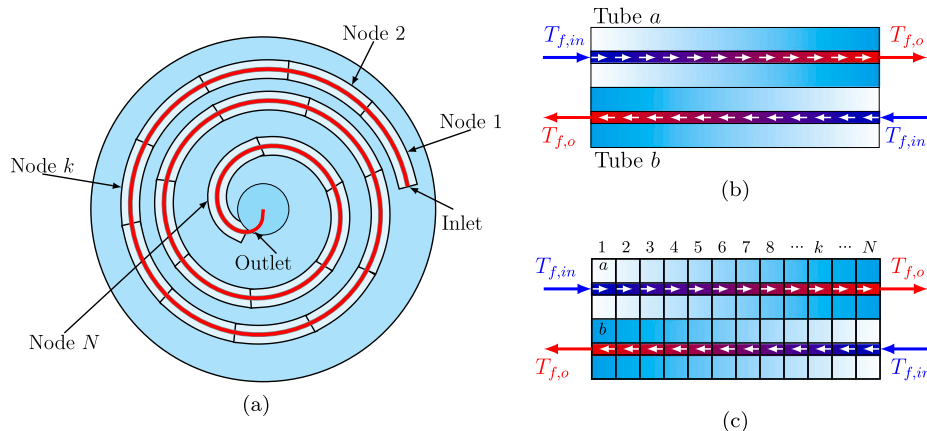 Node 2
Node 1
Node k
Inlet
Outlet
Node N
(a)
Tube a
T_{f,in}
T_{f,o}
T_{f,o}
T_{f,in}
Tube b
(b)
1 2 3 4 5 6 7 8 ··· k ··· N
a
T_{f,in}
T_{f,o}
b
T_{f,o}
T_{f,in}
(c)